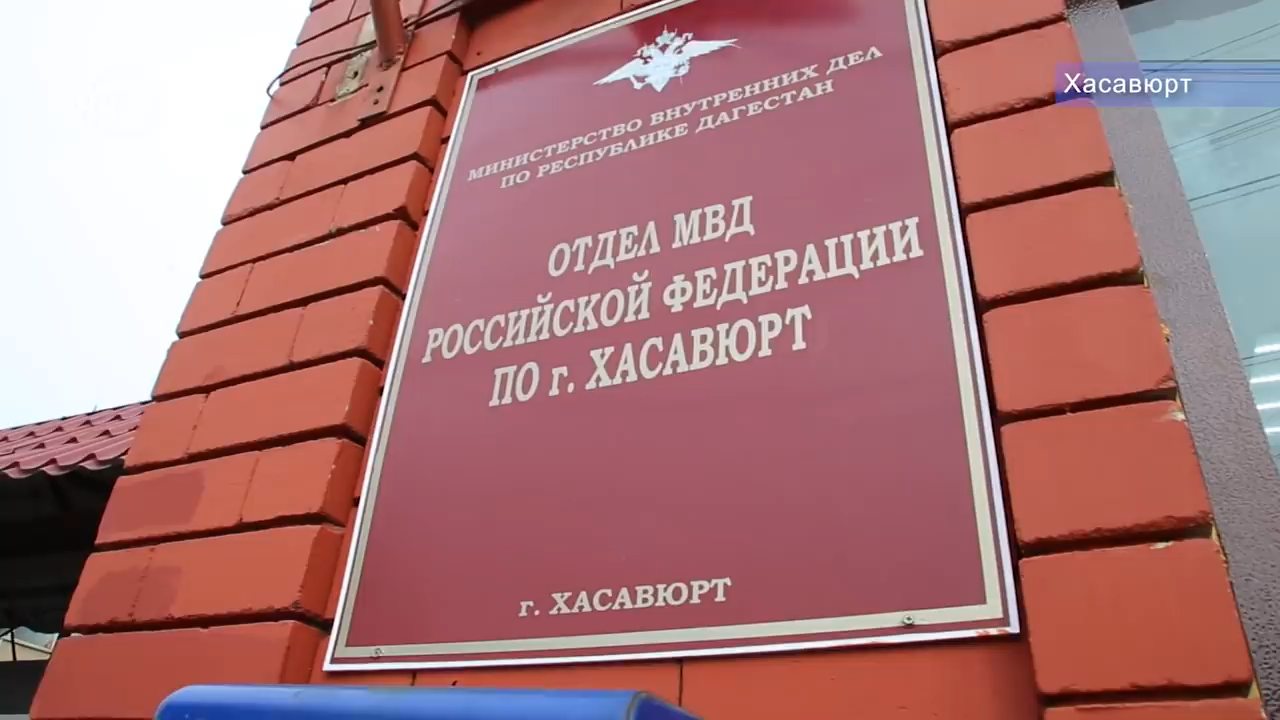 Хасавюрт
МИНИСТЕРСТВО ВНУТРЕННИХ ДЕЛ
ПО РЕСПУБЛИКЕ ДАГЕСТАН
ОТДЕЛ МВД
РОССИЙСКОЙ ФЕДЕРАЦИИ
ПО г. ХАСАВЮРТ
г. ХАСАВЮРТ